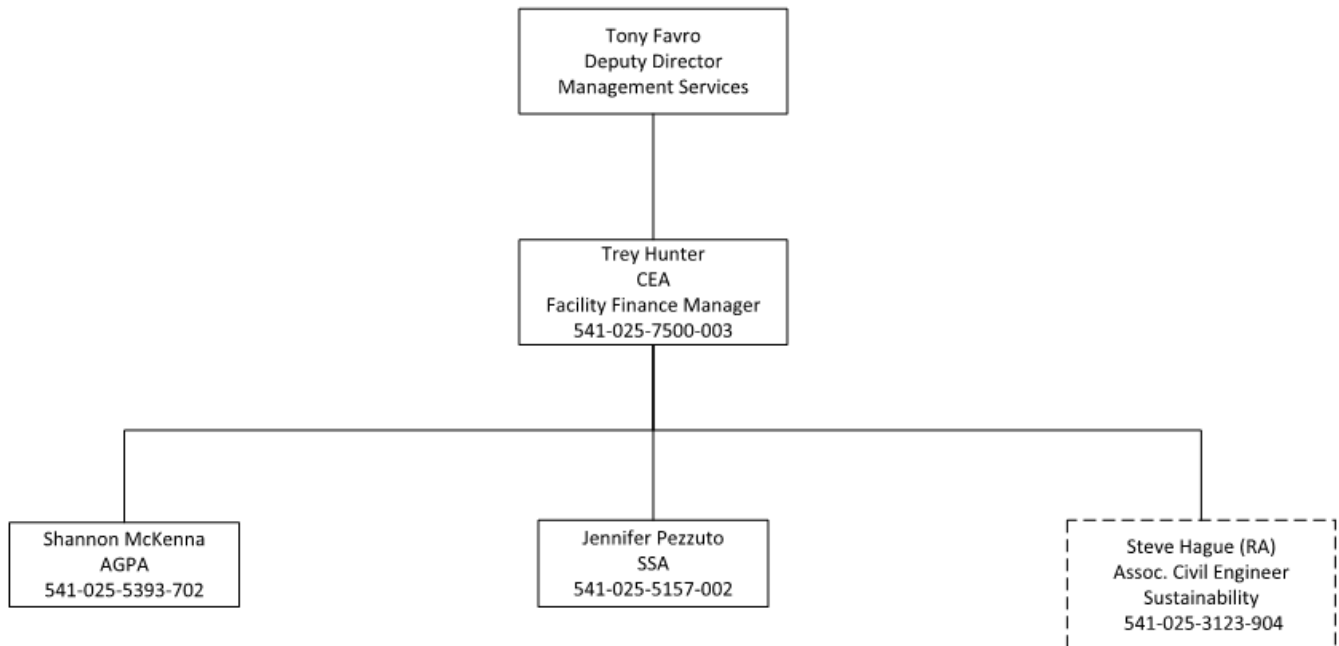 Tony Favro
Deputy Director
Management Services
Trey Hunter
CEA
Facility Finance Manager
541-025-7500-003
Shannon McKenna
AGPA
541-025-5393-702
Jennifer Pezzuto
SSA
541-025-5157-002
Steve Hague (RA)
Assoc. Civil Engineer
Sustainability
541-025-3123-904